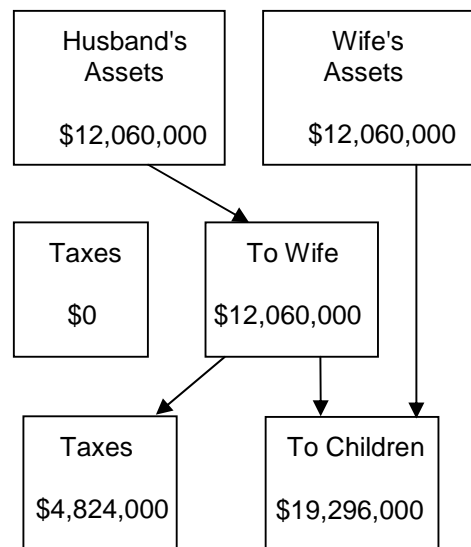 Husband's
Assets
$12,060,000
Wife's
Assets
$12,060,000
Taxes
$0
To Wife
$12,060,000
Taxes
$4,824,000
To Children
$19,296,000